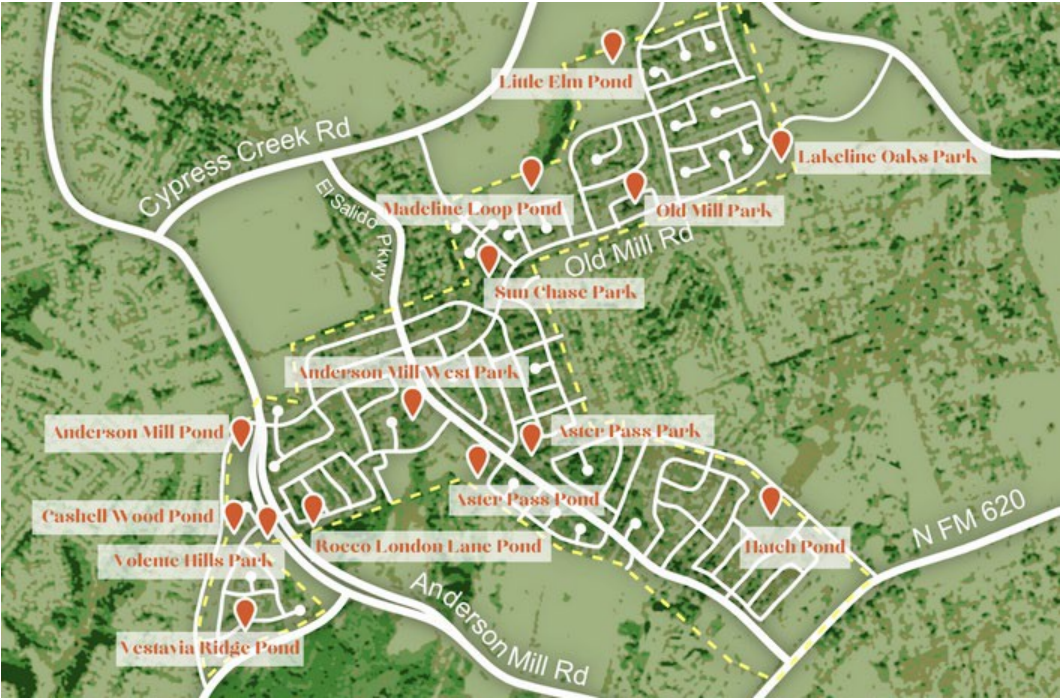 Little Elm Pond
Cypress Creek Rd
Lakeline Oaks Park
El Salido Pkwy
Madeline Loop Pond
Old Mill Park
Old Mill Rd
Sun Chase Park
Anderson Mill West Park
Anderson Mill Pond
Aster Pass Park
Aster Pass Pond
Cashell Wood Pond
N FM 620
Rocco London Lane Pond
Hatch Pond
Volente Hills Park
Anderson Mill Rd
Vestavia Ridge Pond